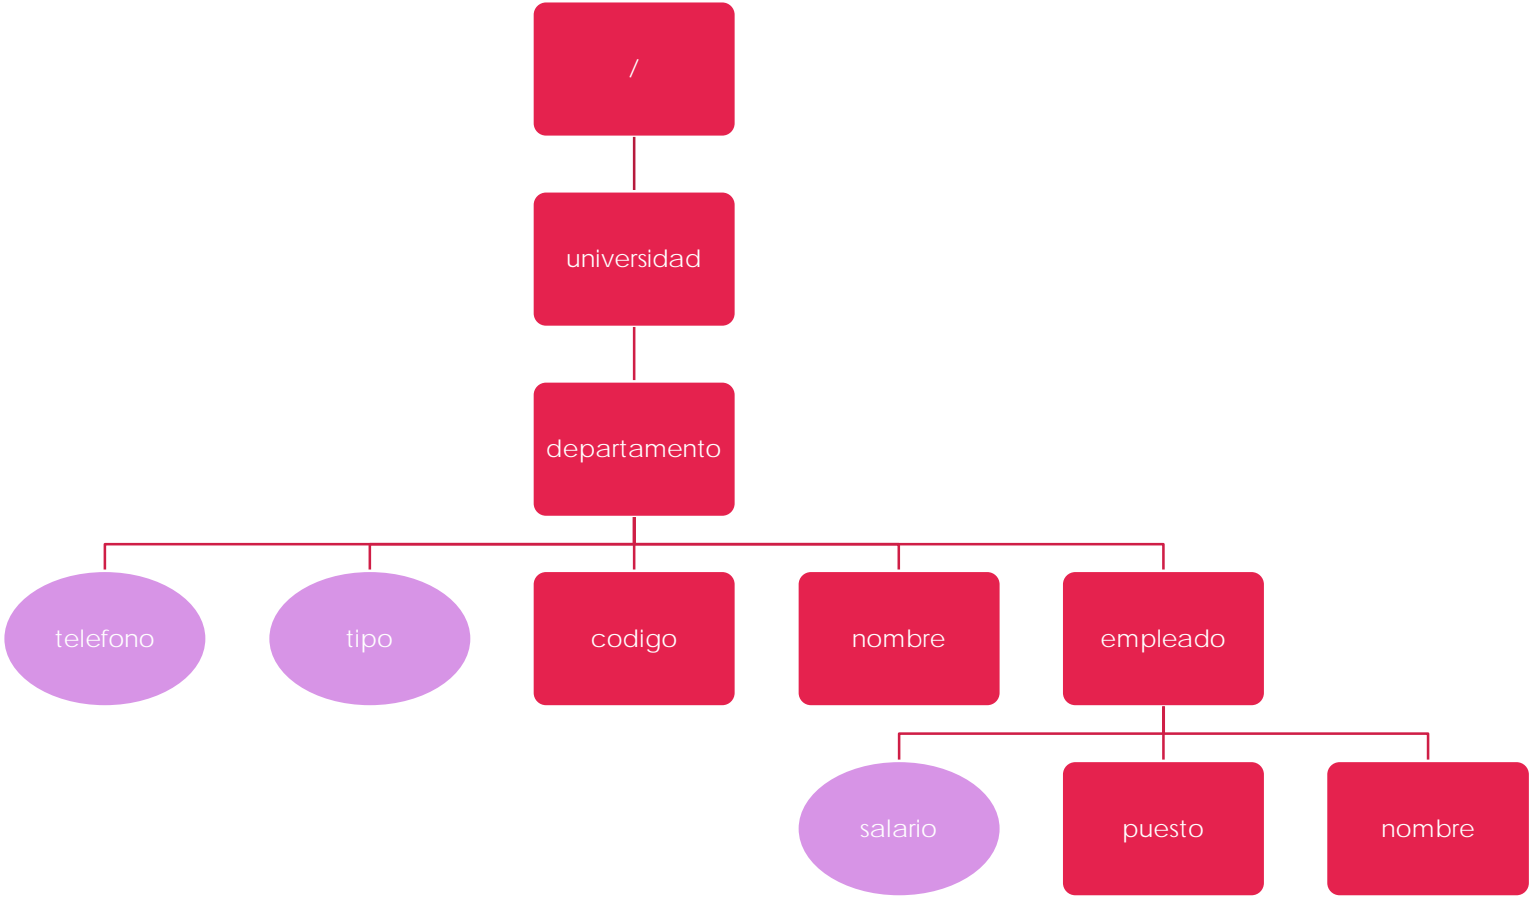 /
universidad
departamento
telefono
tipo
codigo
nombre
empleado
salario
puesto
nombre